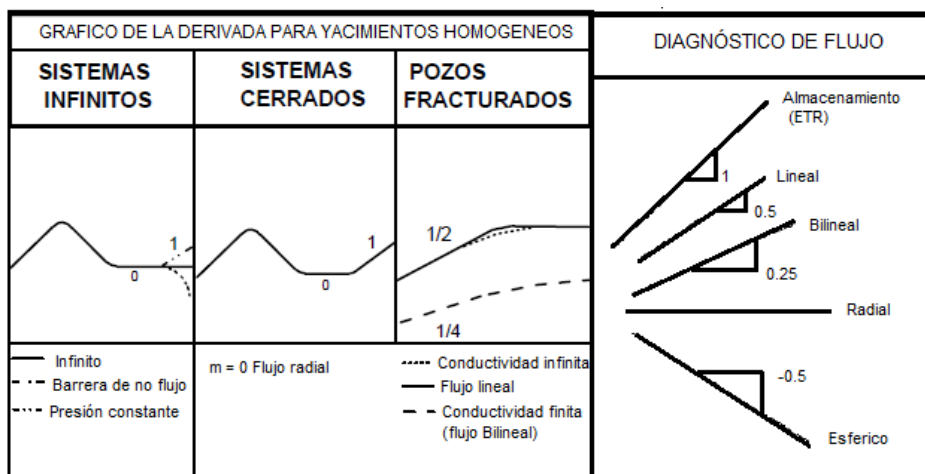 GRAFICO DE LA DERIVADA PARA YACIMIENTOS HOMOGENEOS
SISTEMAS
INFINITOS
SISTEMAS
CERRADOS
POZOS
FRACTURADOS
1
0
1
0
1/2
1/4
Infinito
Barrera de no flujo
Presión constante
m = 0 Flujo radial
Conductividad infinita
Flujo lineal
Conductividad finita
(flujo Bilineal)
DIAGNÓSTICO DE FLUJO
Almacenamiento
(ETR)
1
Lineal
0.5
Bilineal
0.25
Radial
-0.5
Esferico